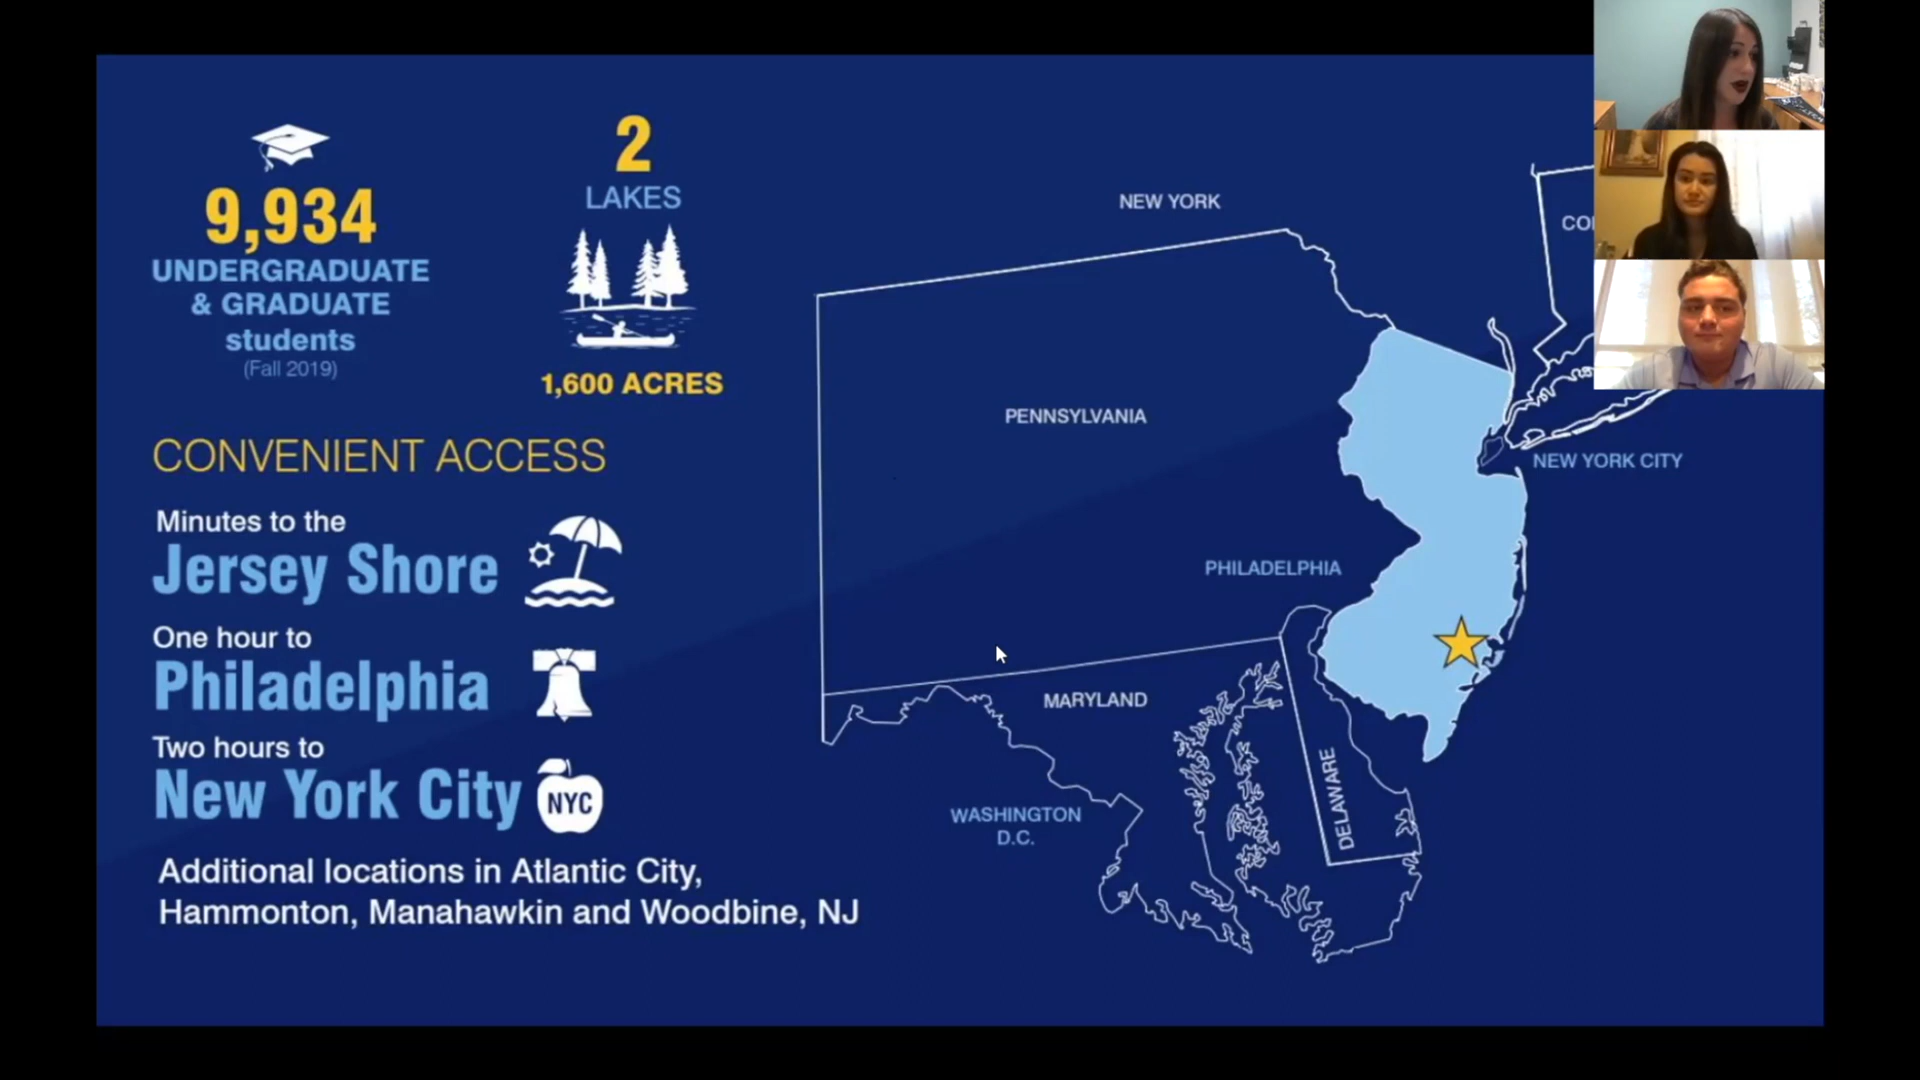 9,934
UNDERGRADUATE
& GRADUATE
students
(Fall 2019)
2
LAKES
1,600 ACRES
CONVENIENT ACCESS
Minutes to the
Jersey Shore
One hour to
Philadelphia
Two hours to
New York City
NYC
Additional locations in Atlantic City,
Hammonton, Manahawkin and Woodbine, NJ
NEW YORK
PENNSYLVANIA
NEW YORK CITY
PHILADELPHIA
MARYLAND
DELAWARE
WASHINGTON
D.C.